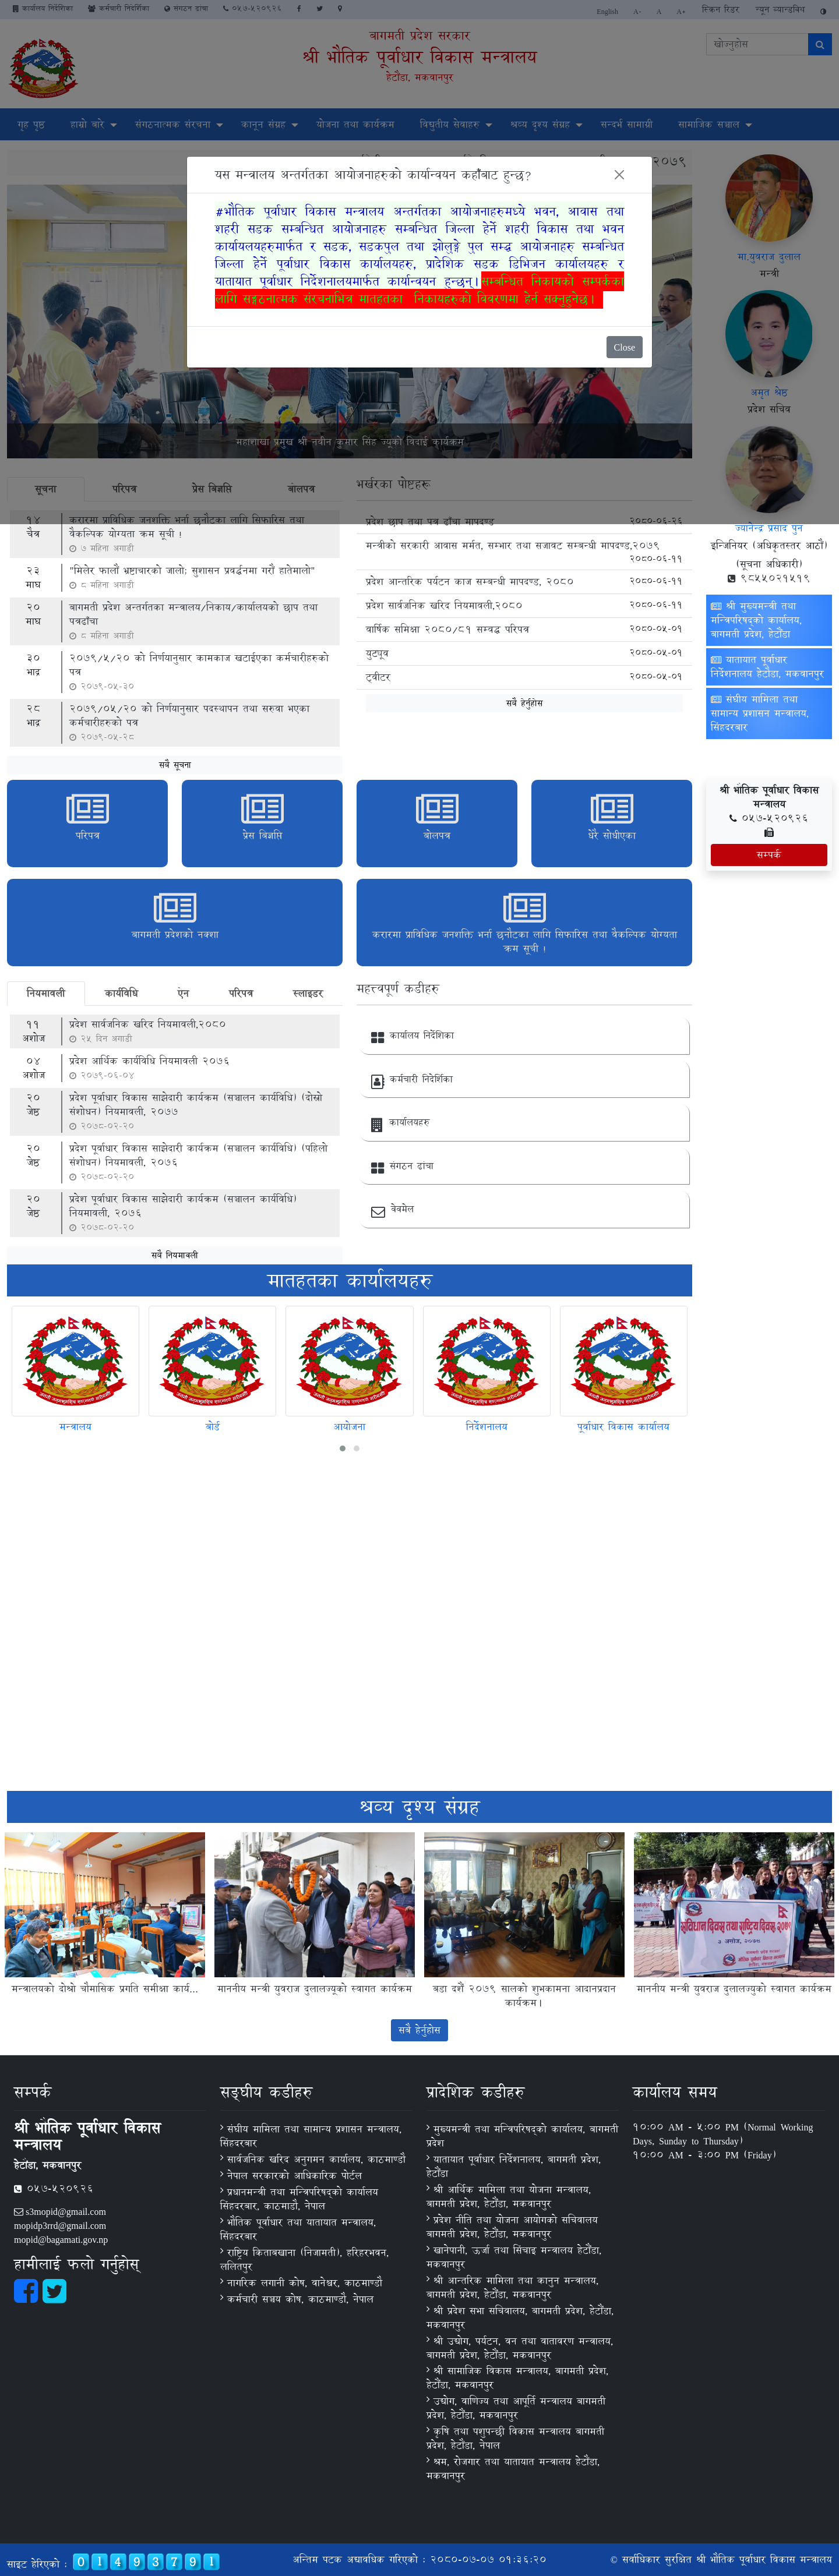 कार्यालय निर्देशिका
कर्मचारी निर्देशिका
संगठन ढांचा
०५७-५२०९२६
English
A-
A
A+
स्किन रिडर
न्यून ब्यान्डविथ
बागमती प्रदेश सरकार
श्री भौतिक पूर्वाधार विकास मन्त्रालय
हेटौंडा, मकवानपुर
खोज्नुहोस
गृह पृष्ठ
हाम्रो बारे
संगठनात्मक संरचना
कानून संग्रह
योजना तथा कार्यक्रम
विधुतीय सेवाहरु
श्रव्य दृश्य संग्रह
सन्दर्भ सामाग्री
सामाजिक सञ्जाल
२०७९
यस मन्त्रालय अन्तर्गतका आयोजनाहरुको कार्यान्वयन कहाँबाट हुन्छ?
#भौतिक पूर्वाधार विकास मन्त्रालय अन्तर्गतका आयोजनाहरुमध्ये भवन, आवास तथा
शहरी सडक सम्बन्धित आयोजनाहरु सम्बन्धित जिल्ला हेर्ने शहरी विकास तथा भवन
कार्यायलयहरुमार्फत र सडक, सडकपुल तथा झोलुङ्गे पुल सम्द्ध आयोजनाहरु सम्बन्धित
जिल्ला हेर्ने पूर्वाधार विकास कार्यालयहरु, प्रादेशिक सडक डिभिजन कार्यालयहरु र
यातायात पूर्वाधार निर्देशनालयमार्फत कार्यान्वयन हुन्छन्।सम्बन्धित निकायको सम्पर्कका
लागि सङ्गठनात्मक संरचनाभित्र मातहतका निकायहरुको विवरणमा हेर्न सक्नुहुनेछ।
Close
महाशाखा प्रमुख श्री नवीन कुमार सिंह ज्यूको विदाई कार्यक्रम
मा.युवराज दुलाल
मन्त्री
अमृत श्रेष्ठ
प्रदेश सचिव
ज्ञानेन्द्र प्रसाद पुन
इन्जिनियर (अधिकृतस्तर आठौं)
(सूचना अधिकारी)
९८५५०२१५१९
श्री मुख्यमन्त्री तथा
मन्त्रिपरिषद्को कार्यालय,
बागमती प्रदेश, हेटौंडा
यातायात पूर्वाधार
निर्देशनालय हेटौडा, मकवानपुर
संघीय मामिला तथा
सामान्य प्रशासन मन्त्रालय,
सिंहदरबार
सूचना
परिपत्र
प्रेस विज्ञप्ति
बोलपत्र
१४
चैत्र
करारमा प्राविधिक जनशक्ति भर्ना छनौटका लागि सिफारिस तथा
वैकल्पिक योग्यता क्रम सूची !
७ महिना अगाडी
२३
माघ
"मिलेर फालौं भ्रष्टाचारको जालो; सुशासन प्रवर्द्धनमा गरौं हातेमालो"
८ महिना अगाडी
२०
माघ
बागमती प्रदेश अन्तर्गतका मन्त्रालय/निकाय/कार्यालयको छाप तथा
पत्रढाँचा
८ महिना अगाडी
३०
भाद्र
२०७९/५/२० को निर्णयानुसार कामकाज खटाईएका कर्मचारीहरुको
पत्र
२०७९-०५-३०
२८
भाद्र
२०७९/०५/२० को निर्णयानुसार पदस्थापन तथा सरुवा भएका
कर्मचारीहरुको पत्र
२०७९-०५-२८
सबै सूचना
भर्खरका पोष्टहरू
प्रदेश छाप तथा पत्र ढाँचा मापदण्ड २०८०-०६-२६
मन्त्रीको सरकारी आवास मर्मत, सम्भार तथा सजावट सम्बन्धी मापदण्ड,२०७९
२०८०-०६-११
प्रदेश आन्तरिक पर्यटन काज सम्बन्धी मापदण्ड, २०८० २०८०-०६-११
प्रदेश सार्वजनिक खरिद नियमावली,२०८० २०८०-०६-११
बार्षिक समिक्षा २०८०/८१ सम्वद्ध परिपत्र २०८०-०५-०१
युट्यूव २०८०-०५-०१
ट्वीटर २०८०-०५-०१
सबै हेर्नुहोस
परिपत्र
प्रेस विज्ञप्ति
बोलपत्र
धेरै सोधीएका
बागमती प्रदेशको नक्शा
करारमा प्राविधिक जनशक्ति भर्ना छनौटका लागि सिफारिस तथा वैकल्पिक योग्यता
क्रम सूची !
श्री भौतिक पूर्वाधार विकास
मन्त्रालय
०५७-५२०९२६
सम्पर्क
नियमावली
कार्यविधि
ऐन
परिपत्र
स्लाइडर
११
अशोज
प्रदेश सार्वजनिक खरिद नियमावली,२०८०
२५ दिन अगाडी
०४
अशोज
प्रदेश आर्थिक कार्यविधि नियमावली २०७६
२०७९-०६-०४
२०
जेष्ठ
प्रदेश पूर्वाधार विकास साझेदारी कार्यक्रम (सञ्चालन कार्यविधि) (दोस्रो
संशोधन) नियमावली, २०७७
२०७८-०२-२०
२०
जेष्ठ
प्रदेश पूर्वाधार विकास साझेदारी कार्यक्रम (सञ्चालन कार्यविधि) (पहिलो
संशोधन) नियमावली, २०७६
२०७८-०२-२०
२०
जेष्ठ
प्रदेश पूर्वाधार विकास साझेदारी कार्यक्रम (सञ्चालन कार्यविधि)
नियमावली, २०७६
२०७८-०२-२०
सबै नियमावली
महत्त्वपूर्ण कडीहरु
कार्यालय निर्देशिका
कर्मचारी निर्देशिका
कार्यालयहरु
संगठन ढांचा
वेवमेल
मातहतका कार्यालयहरु
मन्त्रालय
बोर्ड
आयोजना
निर्देशनालय
पूर्वाधार विकास कार्यालय
श्रव्य दृश्य संग्रह
संविधान दिवस तथा राष्ट्रिय दिवस २०७९
मन्त्रालयको दोश्रो चौमासिक प्रगति समीक्षा कार्य...
माननीय मन्त्री युवराज दुलालज्यूको स्वागत कार्यक्रम
बडा दशैं २०७९ सालको शुभकामना आदानप्रदान
कार्यक्रम।
माननीय मन्त्री युवराज दुलालज्युको स्वागत कार्यक्रम
सबै हेर्नुहोस
सम्पर्क
श्री भौतिक पूर्वाधार विकास
मन्त्रालय
हेटौंडा, मकवानपुर
०५७-५२०९२६
s3mopid@gmail.com
mopidp3rrd@gmail.com
mopid@bagamati.gov.np
हामीलाई फलो गर्नुहोस्
सङ्घीय कडीहरु
संघीय मामिला तथा सामान्य प्रशासन मन्त्रालय,
सिंहदरबार
सार्वजनिक खरिद अनुगमन कार्यालय, काठमाण्डौ
नेपाल सरकारको आधिकारिक पोर्टल
प्रधानमन्त्री तथा मन्त्रिपरिषद्को कार्यालय
सिंहदरबार, काठमाडौं, नेपाल
भौतिक पूर्वाधार तथा यातायात मन्त्रालय,
सिंहदरबार
राष्ट्रिय कितावखाना (निजामती), हरिहरभवन,
ललितपुर
नागरिक लगानी कोष, वानेश्वर, काठमाण्डौ
कर्मचारी सञ्चय कोष, काठमाण्डौ, नेपाल
प्रादेशिक कडीहरु
मुख्यमन्त्री तथा मन्त्रिपरिषद्को कार्यालय, बागमती
प्रदेश
यातायात पूर्वाधार निर्देशनालय, बागमती प्रदेश,
हेटौंडा
श्री आर्थिक मामिला तथा योजना मन्त्रालय,
बागमती प्रदेश, हेटौंडा, मकवानपुर
प्रदेश नीति तथा योजना आयोगको सचिवालय
बागमती प्रदेश, हेटौंडा, मकवानपुर
खानेपानी, ऊर्जा तथा सिंचाइ मन्त्रालय हेटौंडा,
मकवानपुर
श्री आन्तरिक मामिला तथा कानुन मन्त्रालय,
बागमती प्रदेश, हेटौंडा, मकवानपुर
श्री प्रदेश सभा सचिवालय, बागमती प्रदेश, हेटौंडा,
मकवानपुर
श्री उद्योग, पर्यटन, वन तथा वातावरण मन्त्रालय,
बागमती प्रदेश, हेटौंडा, मकवानपुर
श्री सामाजिक विकास मन्त्रालय, बागमती प्रदेश,
हेटौंडा, मकवानपुर
उद्योग, वाणिज्य तथा आपूर्ति मन्त्रालय बागमती
प्रदेश, हेटौंडा, मकवानपुर
कृषि तथा पशुपन्छी विकास मन्त्रालय बागमती
प्रदेश, हेटौडा, नेपाल
श्रम, रोजगार तथा यातायात मन्त्रालय हेटौंडा,
मकवानपुर
कार्यालय समय
१०:०० AM - ५:०० PM (Normal Working
Days, Sunday to Thursday)
१०:०० AM - ३:०० PM (Friday)
साइट हेरिएको : 01493791
अन्तिम पटक अद्यावधिक गरिएको : २०८०-०७-०७ ०१:३६:२०
© सर्वाधिकार सुरक्षित श्री भौतिक पूर्वाधार विकास मन्त्रालय